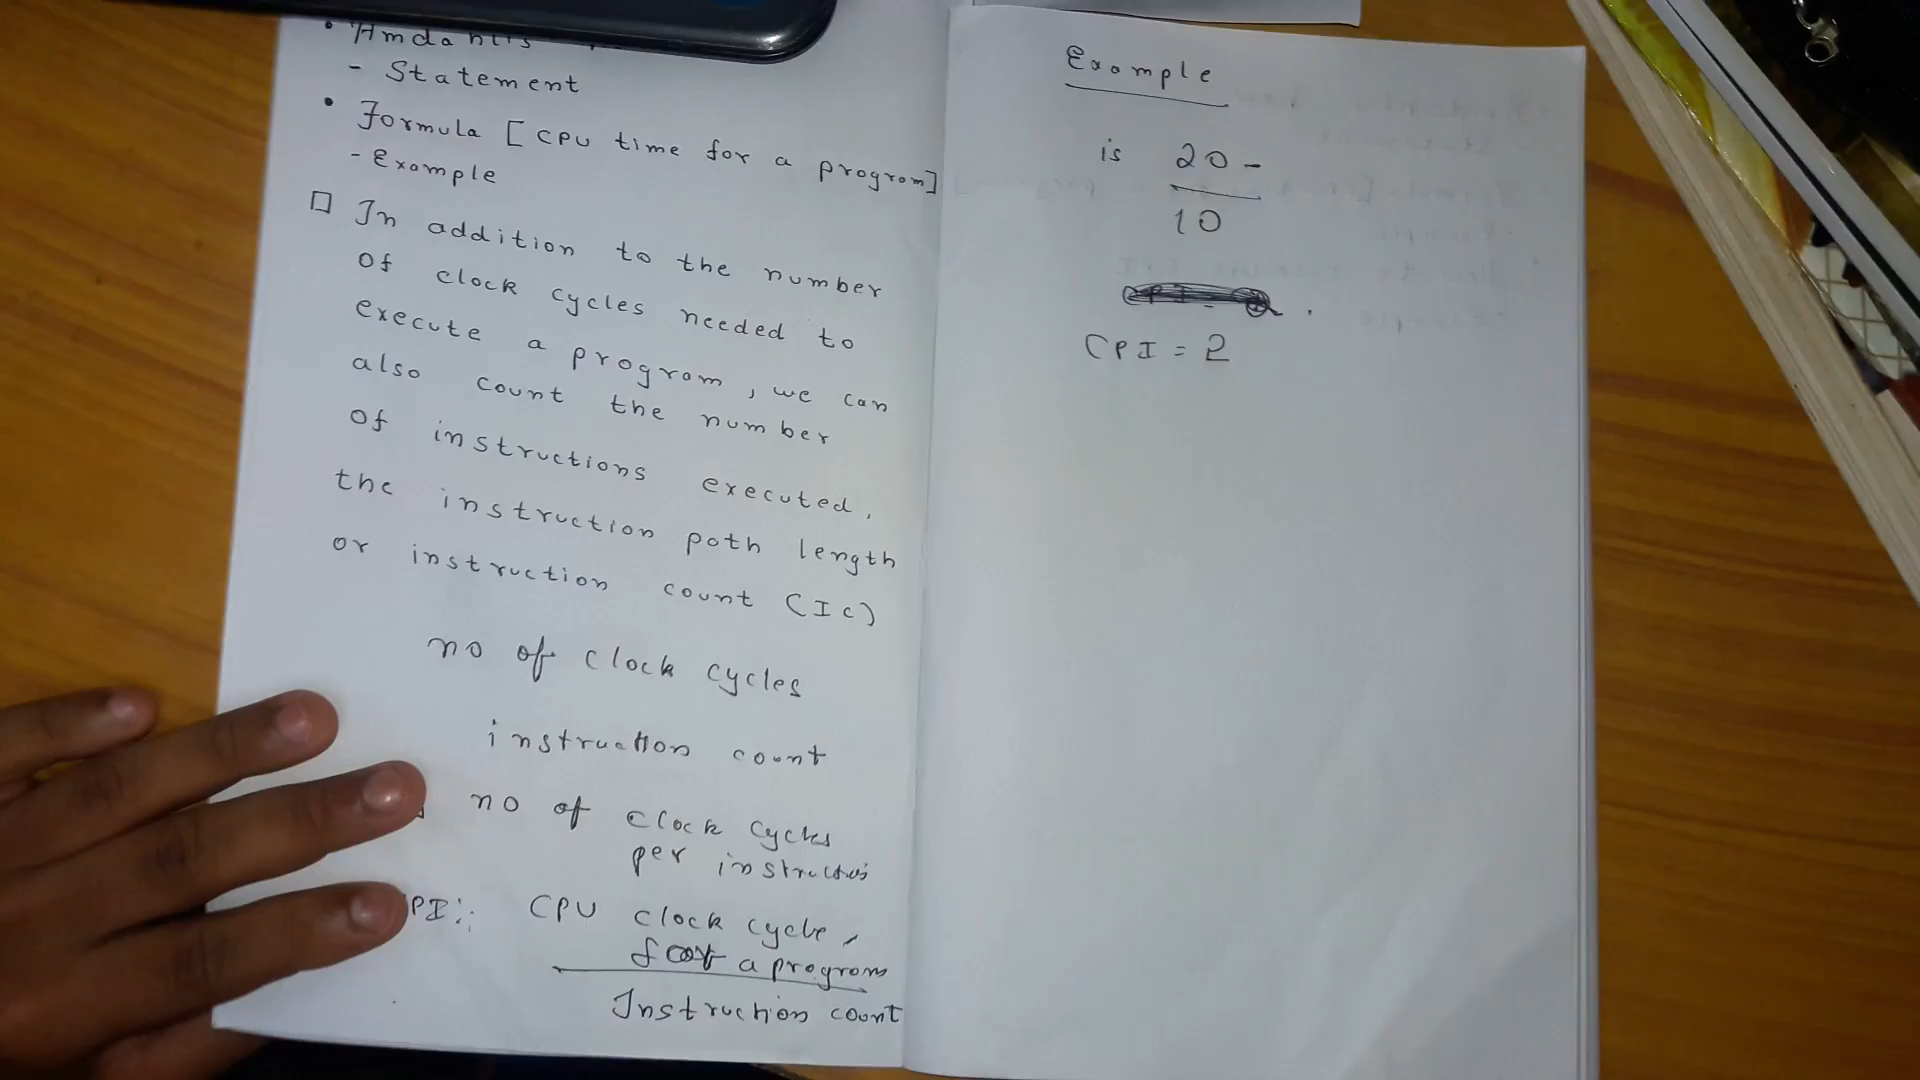 - Statement
• Formula [CPU time for a program]
- Example
□ In addition to the number
of clock cycles needed to
execute a program, we can
also count the number
of instructions executed,
the instruction path length
or instruction count (Ic)
no of clock cycles
instruction count
no of clock cycles
per
PI:: CPU clock cycle,
for a program
Instruction count
Example
is 20 -
10
CPI = 2